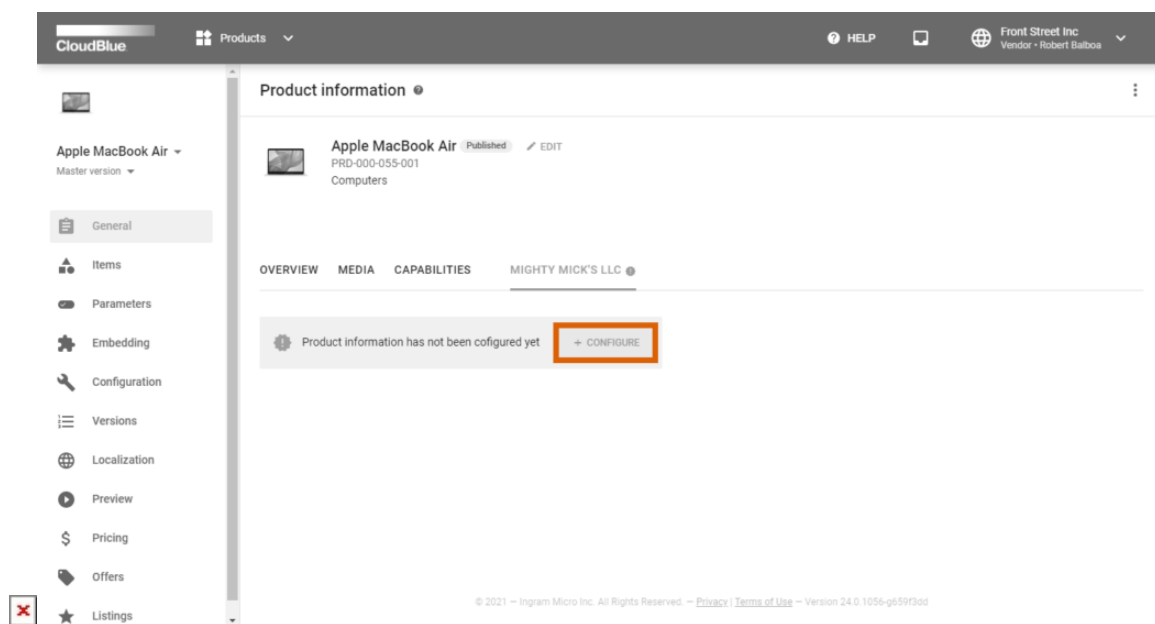 CloudBlue
Products
HELP
Front Street Inc
Vendor • Robert Balboa
Apple MacBook Air
Master version
General
Items
Parameters
Embedding
Configuration
Versions
Localization
Preview
Pricing
Offers
Listings
Product information
Apple MacBook Air Published EDIT
PRD-000-055-001
Computers
OVERVIEW MEDIA CAPABILITIES MIGHTY MICK'S LLC
Product information has not been cofigured yet + CONFIGURE
© 2021 – Ingram Micro Inc. All Rights Reserved. – Privacy | Terms of Use – Version 24.0.1056-g659f3dd